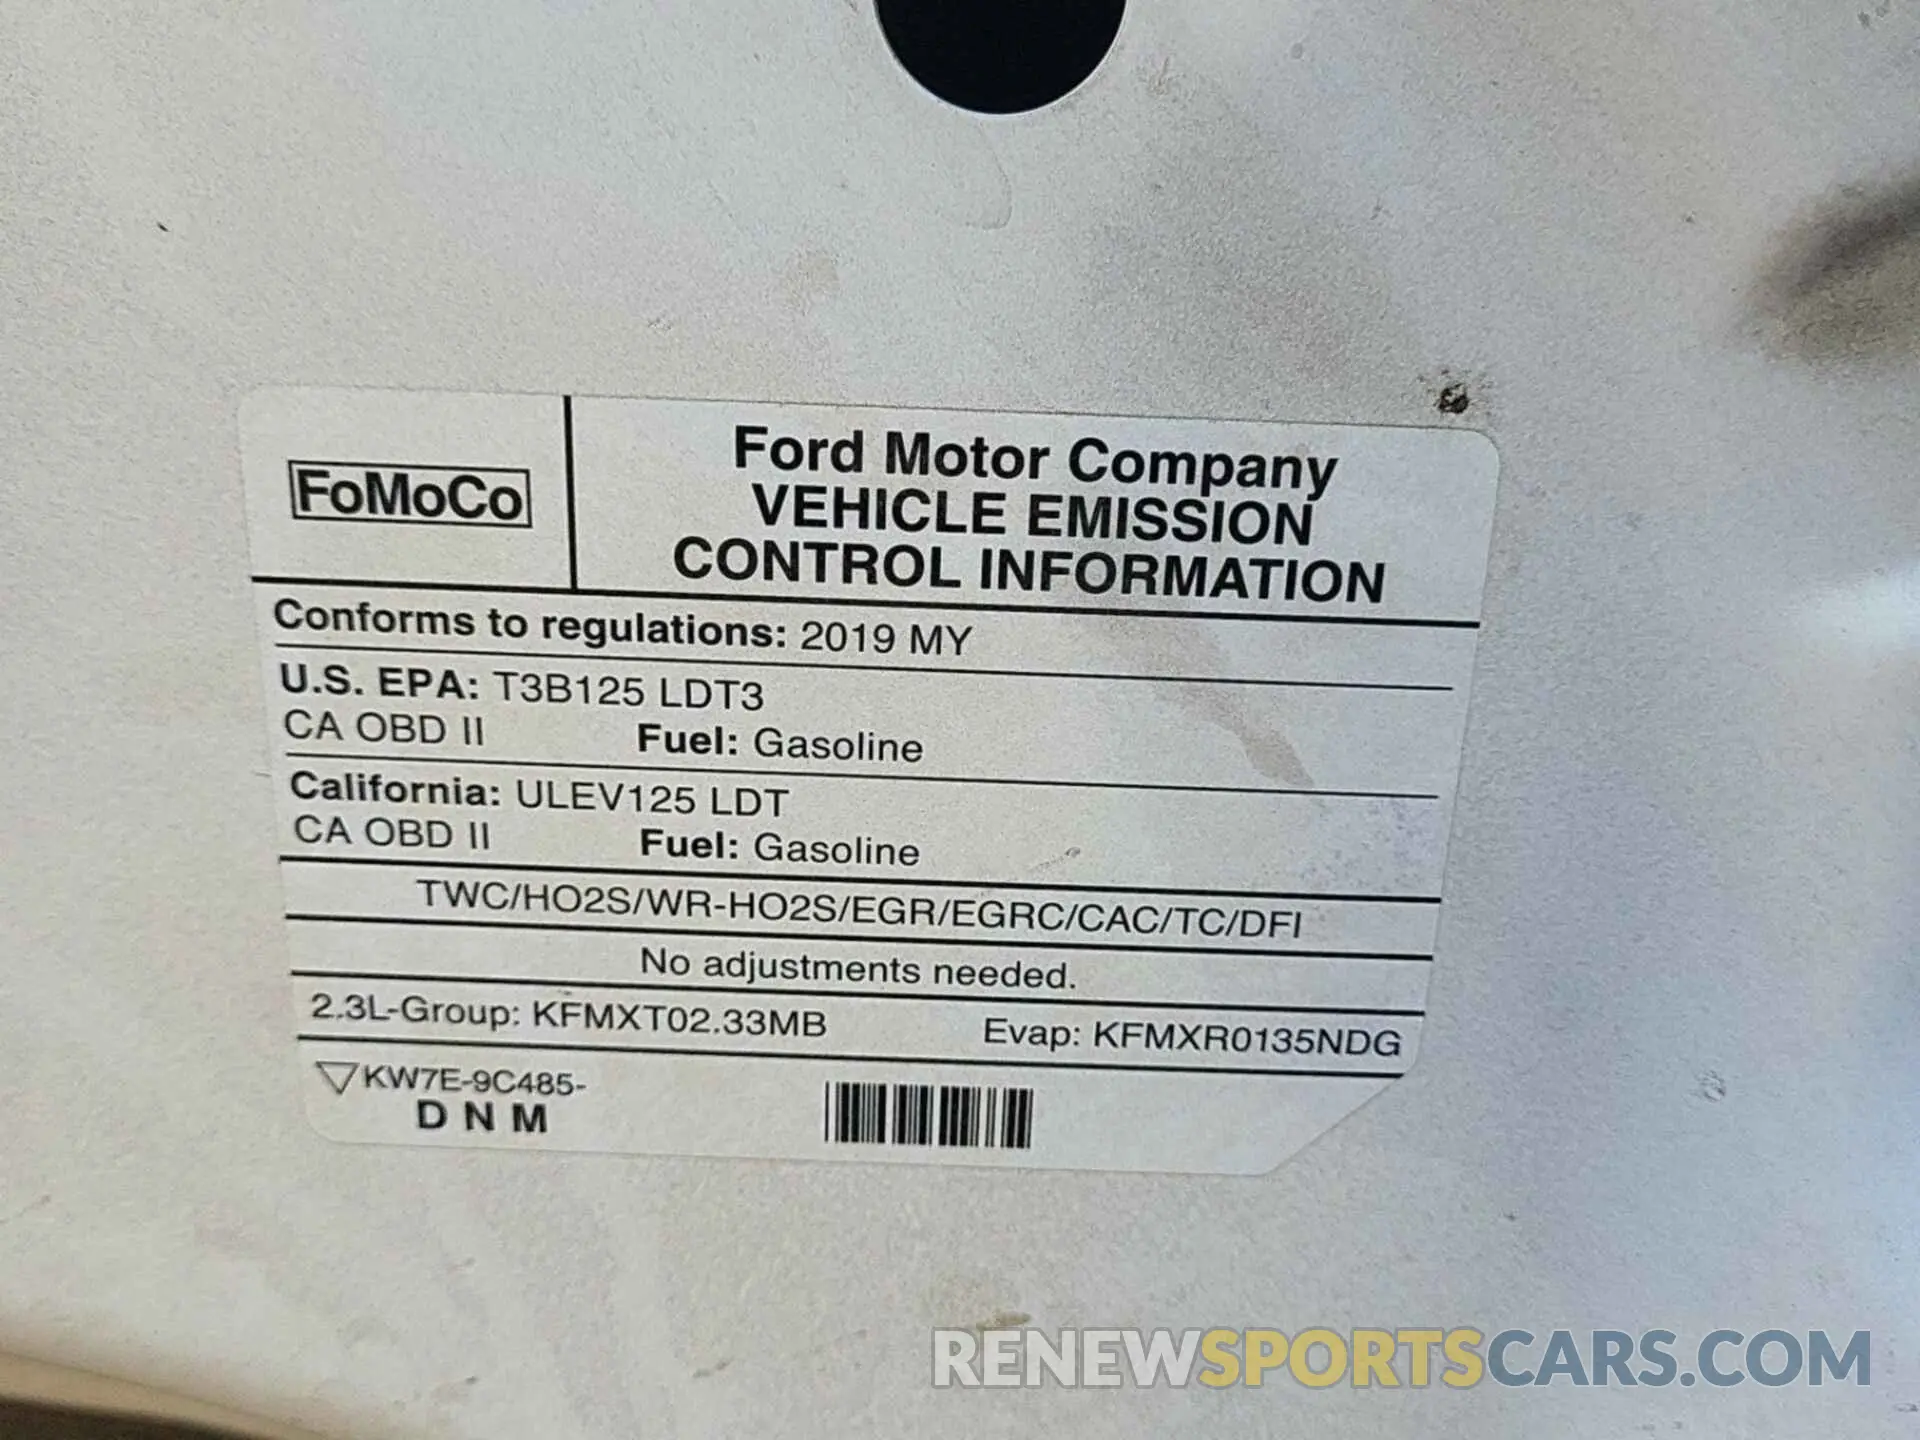 FoMoCo
Ford Motor Company
VEHICLE EMISSION
CONTROL INFORMATION
Conforms to regulations: 2019 MY
U.S. EPA: T3B125 LDT3
CA OBD II Fuel: Gasoline
California: ULEV125 LDT
CA OBD II Fuel: Gasoline
TWC/HO2S/WR-HO2S/EGR/EGRC/CAC/TC/DFI
No adjustments needed.
2.3L-Group: KFMXT02.33MB Evap: KFMXR0135NDG
KW7E-9C485-
D N M
RENEWSPORTSCARS.COM